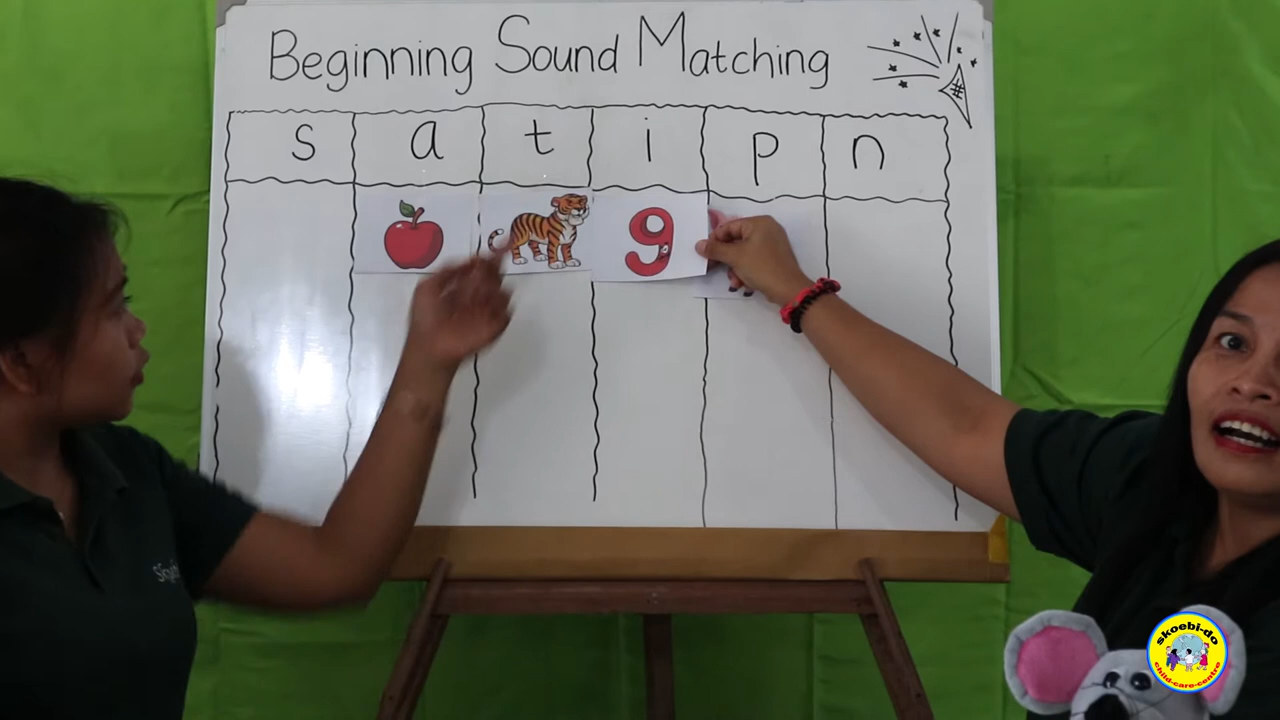 Beginning Sound Matching
s a t i p n
9
skoebi-do
child-care-centre